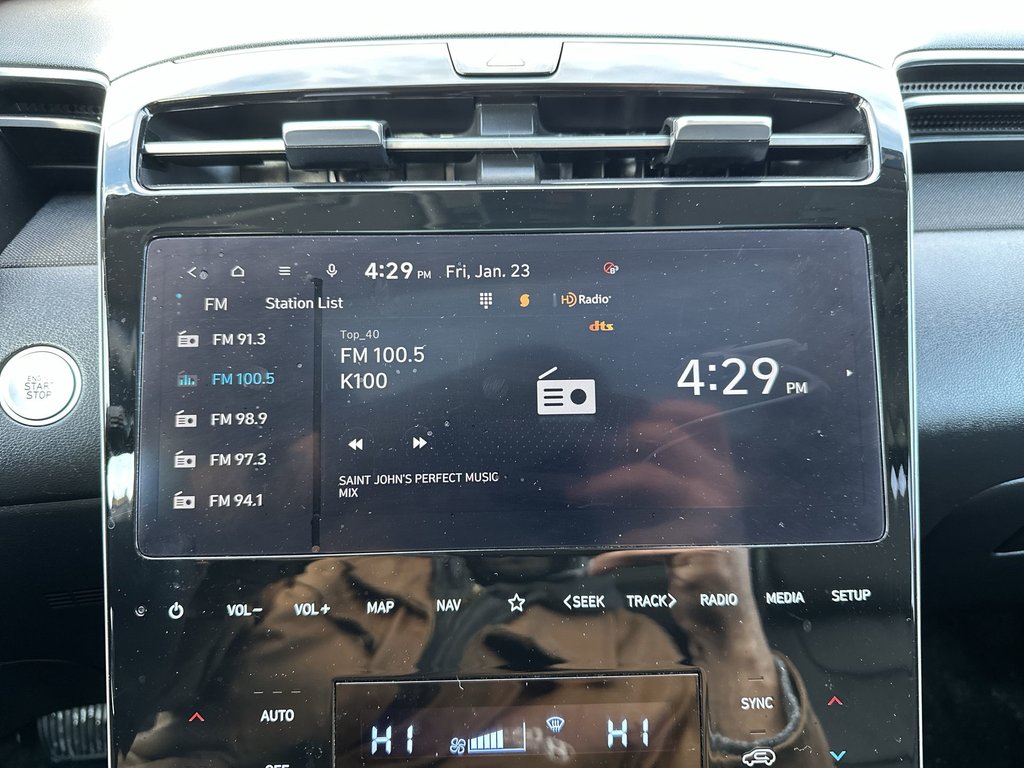 4:29 PM Fri, Jan. 23
FM Station List HD Radio
dts
FM 91.3
FM 100.5
FM 98.9
FM 97.3
FM 94.1
Top_40
FM 100.5
K100
SAINT JOHN'S PERFECT MUSIC
MIX
4:29 PM
START
STOP
VOL− VOL+ MAP NAV <SEEK TRACK> RADIO MEDIA SETUP
AUTO
SYNC
HI HI
OFF